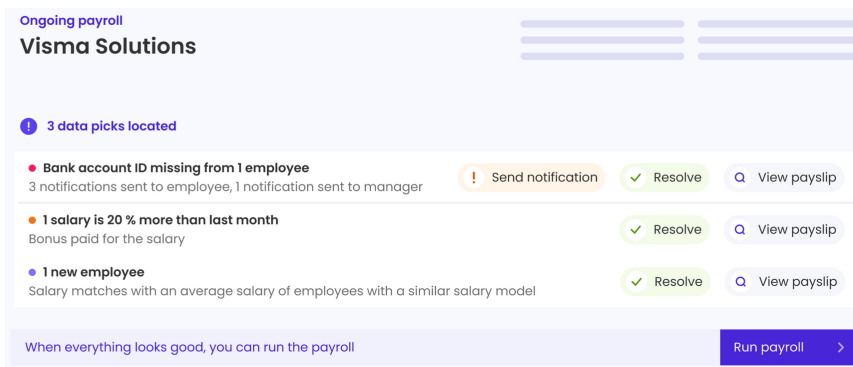 Ongoing payroll
Visma Solutions
! 3 data picks located
Bank account ID missing from 1 employee
3 notifications sent to employee, 1 notification sent to manager
! Send notification
Resolve
View payslip
1 salary is 20 % more than last month
Bonus paid for the salary
Resolve
View payslip
1 new employee
Salary matches with an average salary of employees with a similar salary model
Resolve
View payslip
When everything looks good, you can run the payroll
Run payroll